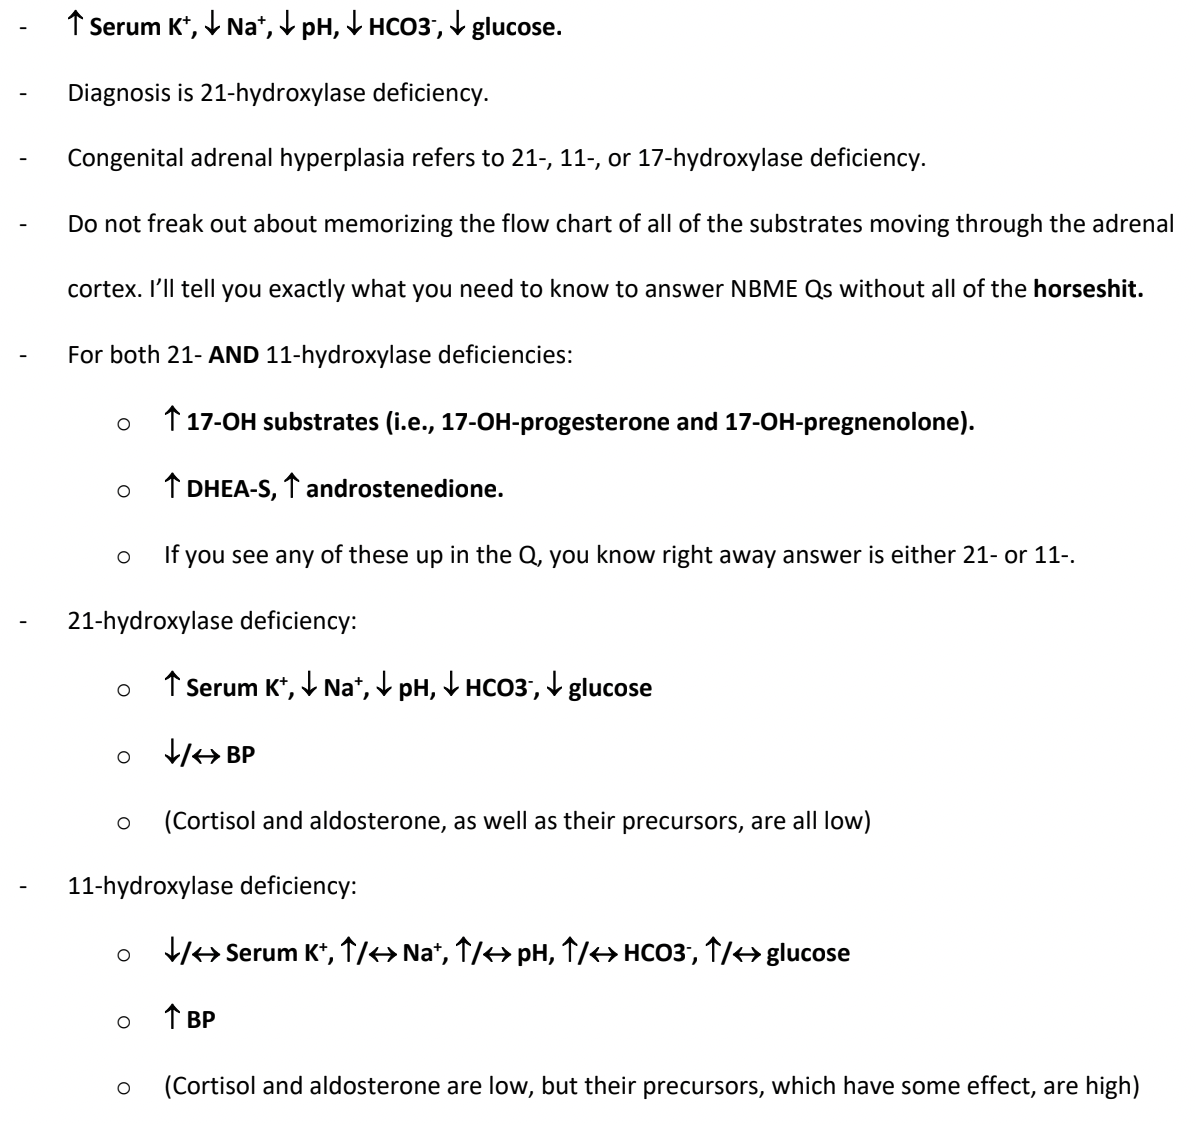 - ↑ Serum K⁺, ↓ Na⁺, ↓ pH, ↓ HCO3⁻, ↓ glucose.
- Diagnosis is 21-hydroxylase deficiency.
- Congenital adrenal hyperplasia refers to 21-, 11-, or 17-hydroxylase deficiency.
- Do not freak out about memorizing the flow chart of all of the substrates moving through the adrenal
cortex. I’ll tell you exactly what you need to know to answer NBME Qs without all of the horseshit.
- For both 21- AND 11-hydroxylase deficiencies:
o ↑ 17-OH substrates (i.e., 17-OH-progesterone and 17-OH-pregnenolone).
o ↑ DHEA-S, ↑ androstenedione.
o If you see any of these up in the Q, you know right away answer is either 21- or 11-.
- 21-hydroxylase deficiency:
o ↑ Serum K⁺, ↓ Na⁺, ↓ pH, ↓ HCO3⁻, ↓ glucose
o ↓/↔ BP
o (Cortisol and aldosterone, as well as their precursors, are all low)
- 11-hydroxylase deficiency:
o ↓/↔ Serum K⁺, ↑/↔ Na⁺, ↑/↔ pH, ↑/↔ HCO3⁻, ↑/↔ glucose
o ↑ BP
o (Cortisol and aldosterone are low, but their precursors, which have some effect, are high)